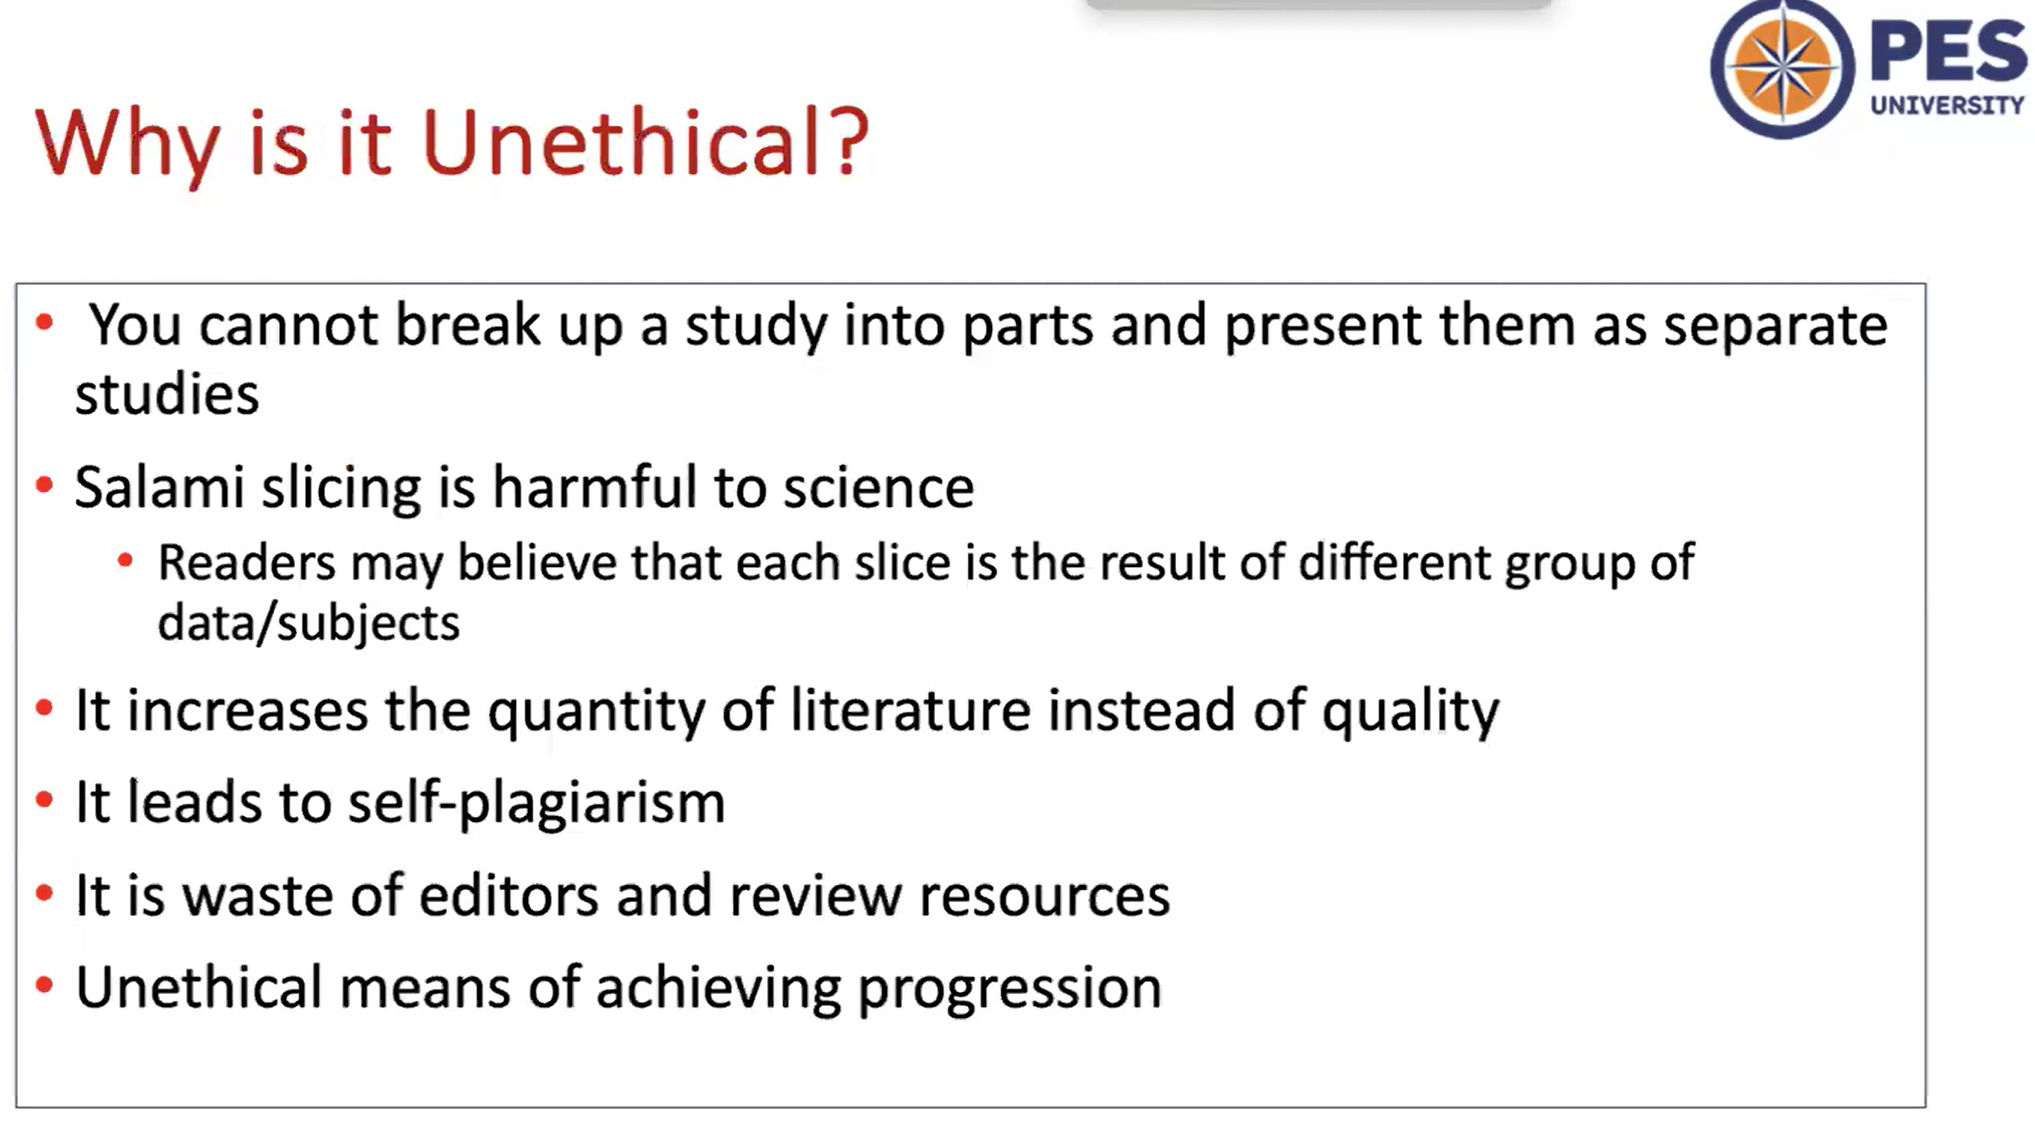 PES
UNIVERSITY
Why is it Unethical?
• You cannot break up a study into parts and present them as separate
studies
• Salami slicing is harmful to science
• Readers may believe that each slice is the result of different group of
data/subjects
• It increases the quantity of literature instead of quality
• It leads to self-plagiarism
• It is waste of editors and review resources
• Unethical means of achieving progression